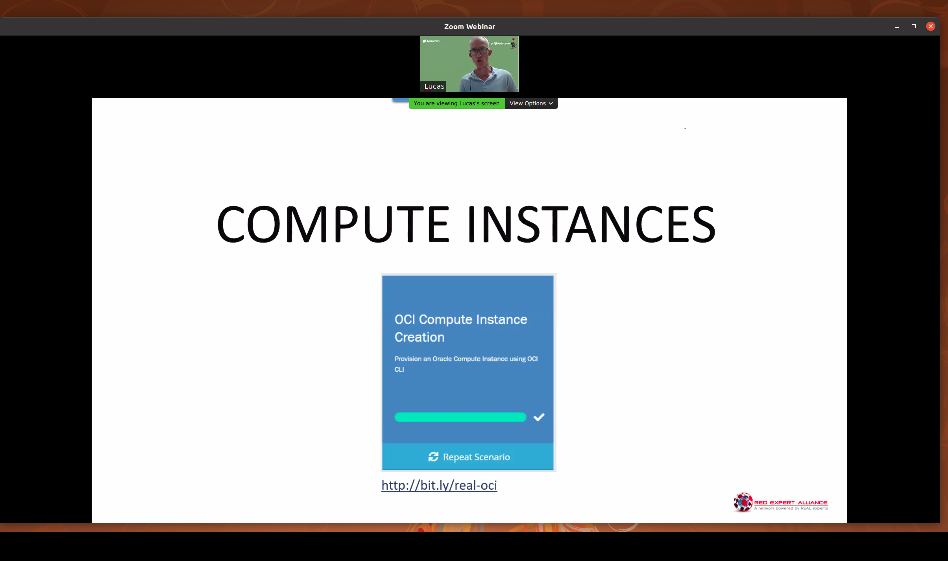 Zoom Webinar
Lucas
You are viewing Lucas's screen
View Options
COMPUTE INSTANCES
OCI Compute Instance
Creation
Provision an Oracle Compute Instance using OCI
CLI
Repeat Scenario
http://bit.ly/real-oci
RED EXPERT ALLIANCE
A network powered by REAL experts